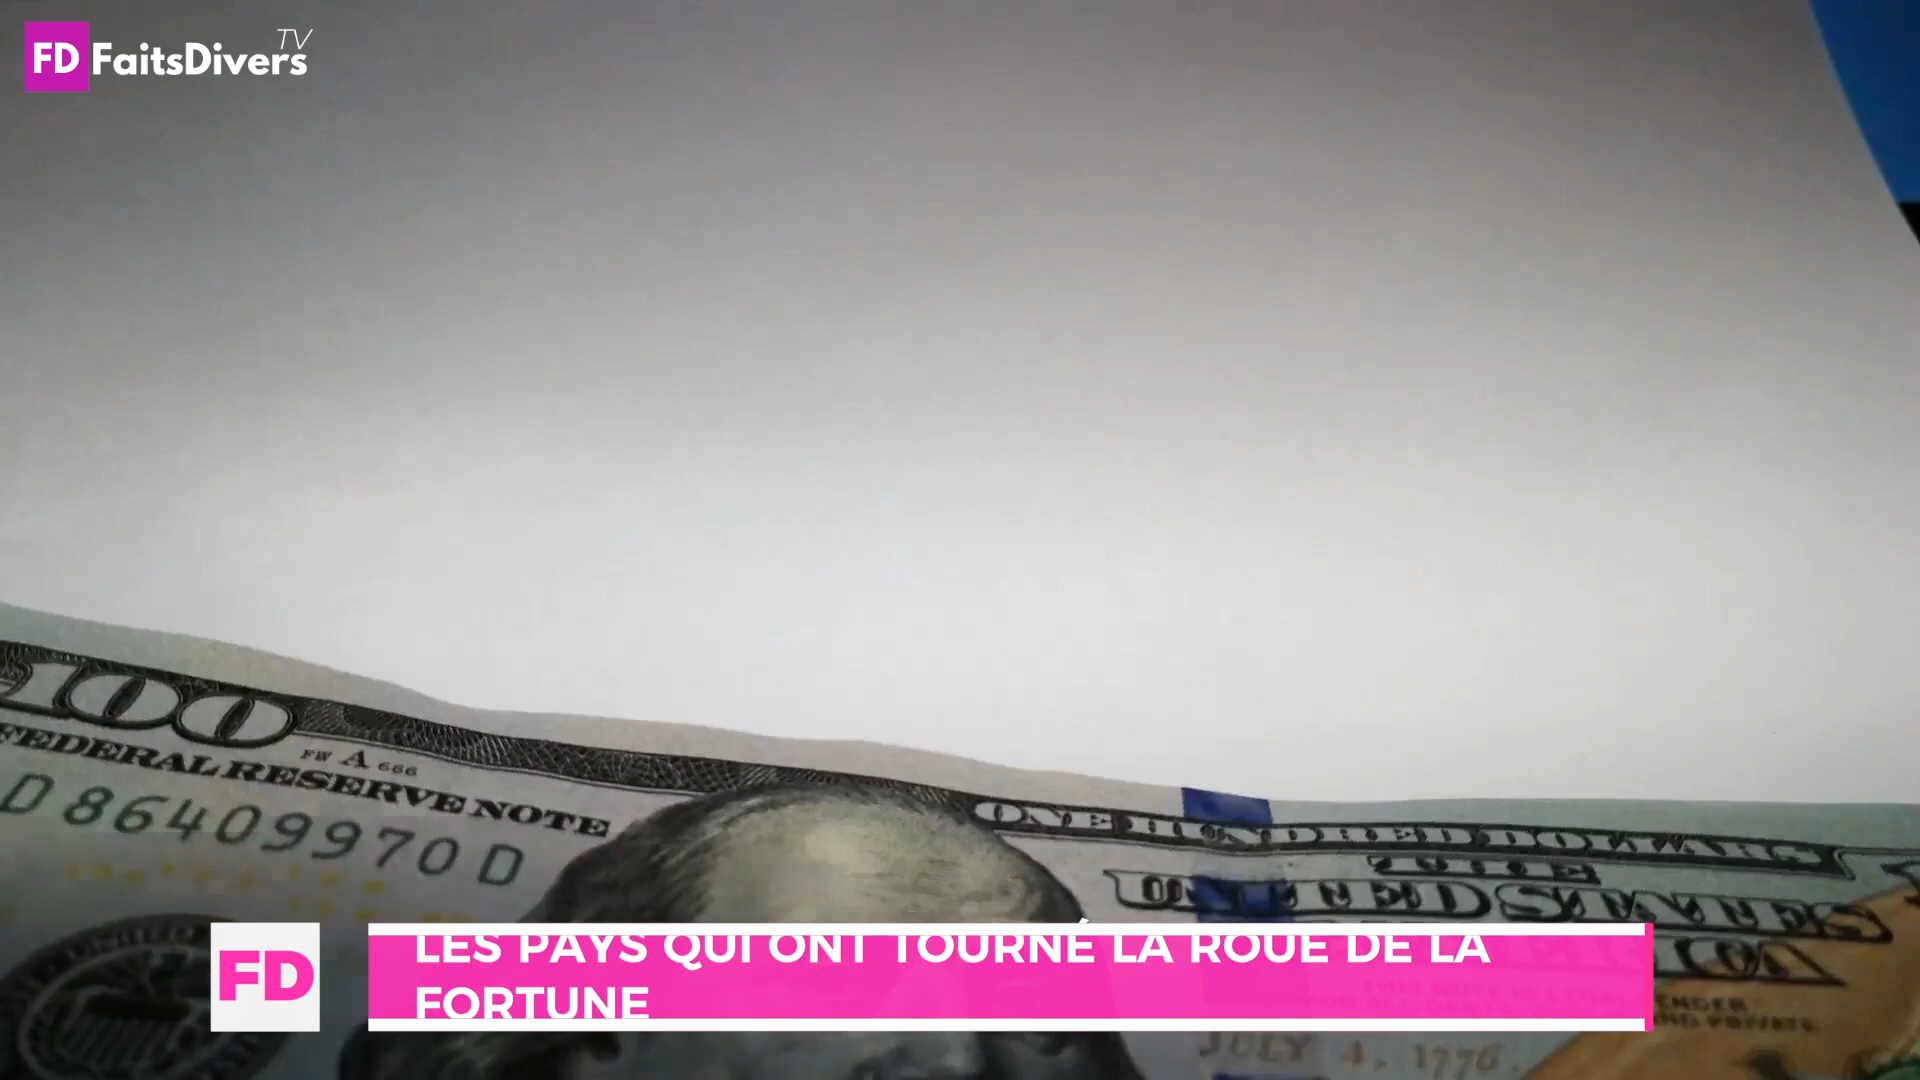 FD FaitsDivers TV
100
FEDERAL RESERVE NOTE
FW A 666
D 86409970 D
ONE HUNDRED DOLLARS
THE
UNITED STATES
JULY 4, 1776.
FD
LES PAYS QUI ONT TOURNÉ LA ROUE DE LA
FORTUNE